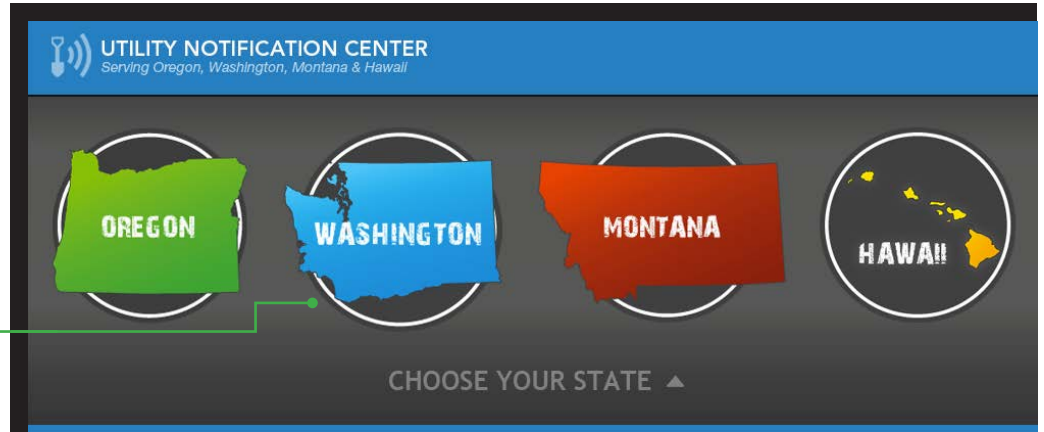 UTILITY NOTIFICATION CENTER
Serving Oregon, Washington, Montana & Hawaii
OREGON
WASHINGTON
MONTANA
HAWAII
CHOOSE YOUR STATE